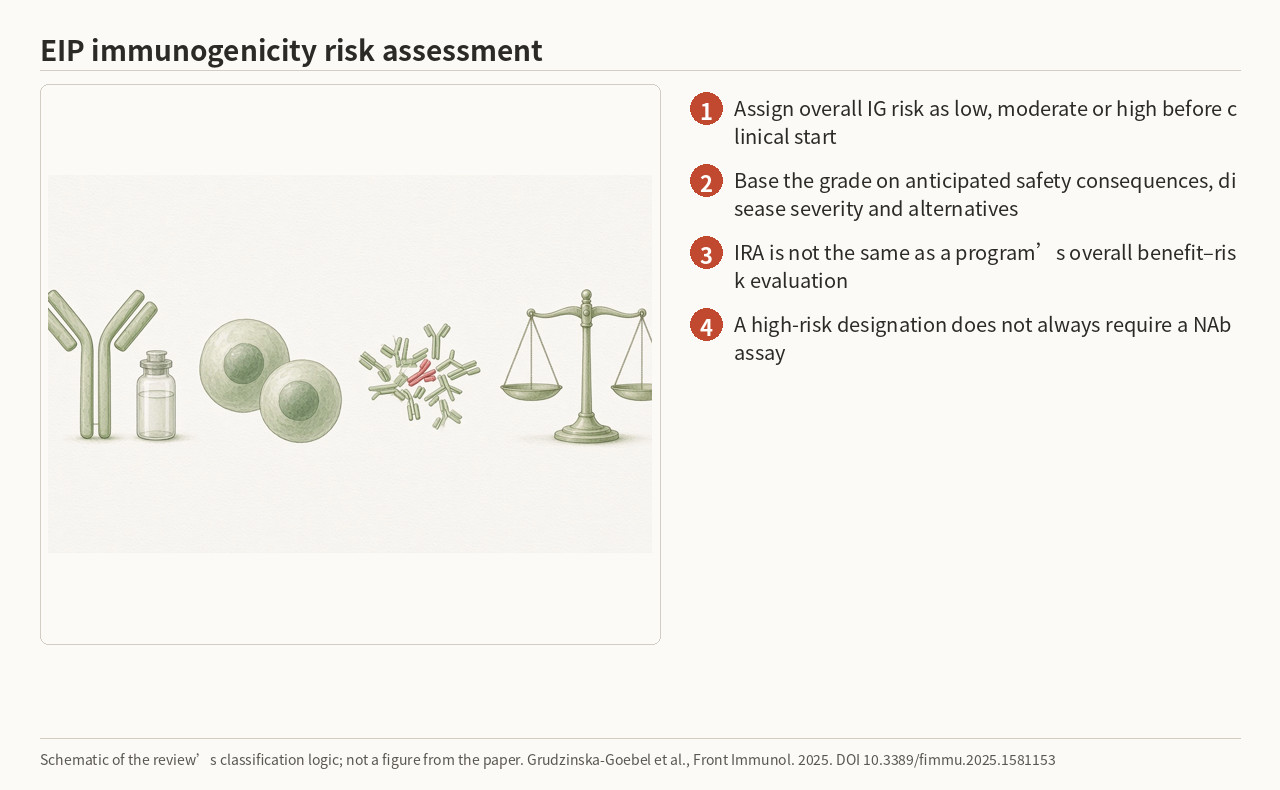 EIP immunogenicity risk assessment
1 Assign overall IG risk as low, moderate or high before c
linical start
2 Base the grade on anticipated safety consequences, di
sease severity and alternatives
3 IRA is not the same as a program’s overall benefit–ris
k evaluation
4 A high-risk designation does not always require a NAb
assay
Schematic of the review’s classification logic; not a figure from the paper. Grudzinska-Goebel et al., Front Immunol. 2025. DOI 10.3389/fimmu.2025.1581153